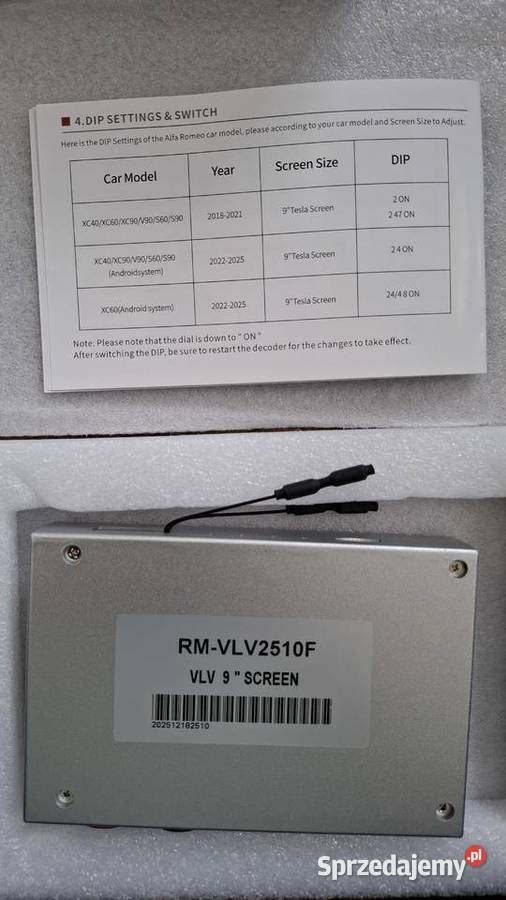 4.DIP SETTINGS & SWITCH
Here is the DIP Settings of the Alfa Romeo car model, please according to your car model and Screen Size to Adjust.
Car Model Year Screen Size DIP
XC40/XC60/XC90/V90/S60/S90 2018-2021 9"Tesla Screen 2 ON
2 47 ON
XC40/XC90/V90/S60/S90
(Androidsystem) 2022-2025 9"Tesla Screen 2 4 ON
XC60(Android system) 2022-2025 9"Tesla Screen 24/4 8 ON
Note: Please note that the dial is down to " ON "
After switching the DIP, be sure to restart the decoder for the changes to take effect.
RM-VLV2510F
VLV 9 " SCREEN
202512182510
Sprzedajemy.pl